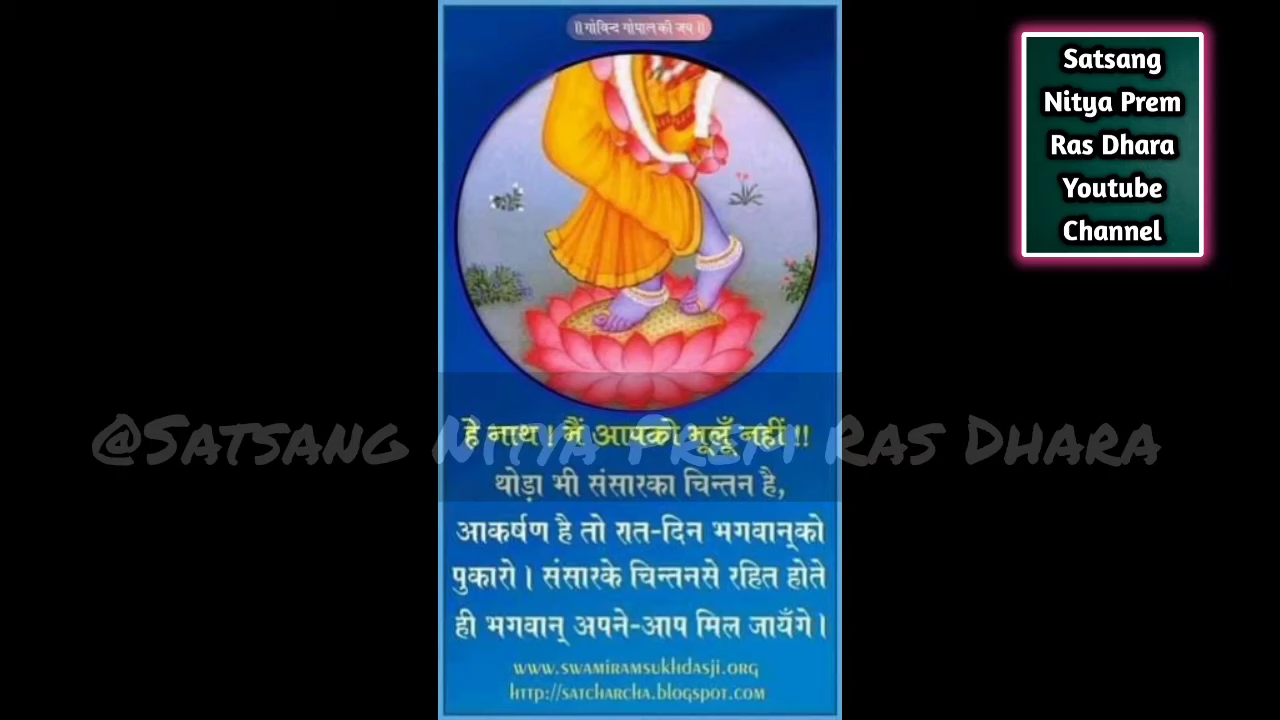 ॥ गोविन्द गोपाल की जय ॥
Satsang
Nitya Prem
Ras Dhara
Youtube
Channel
हे नाथ ! मैं आपको भूलूँ नहीं !!
@Satsang Nitya Prem Ras Dhara
थोड़ा भी संसारका चिन्तन है,
आकर्षण है तो रात-दिन भगवान्‌को
पुकारो । संसारके चिन्तनसे रहित होते
ही भगवान् अपने-आप मिल जायँगे ।
www.swamiramsukhdasji.org
http://satcharcha.blogspot.com